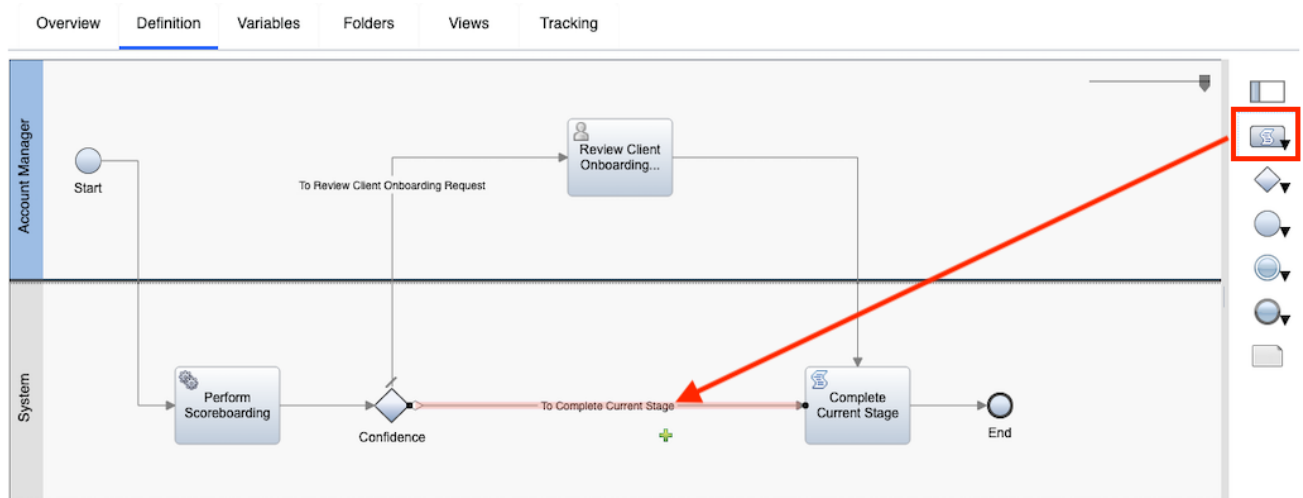 Overview Definition Variables Folders Views Tracking
Account Manager
Start
To Review Client Onboarding Request
Review Client
Onboarding...
System
Perform
Scoreboarding
Confidence
To Complete Current Stage
Complete
Current Stage
End